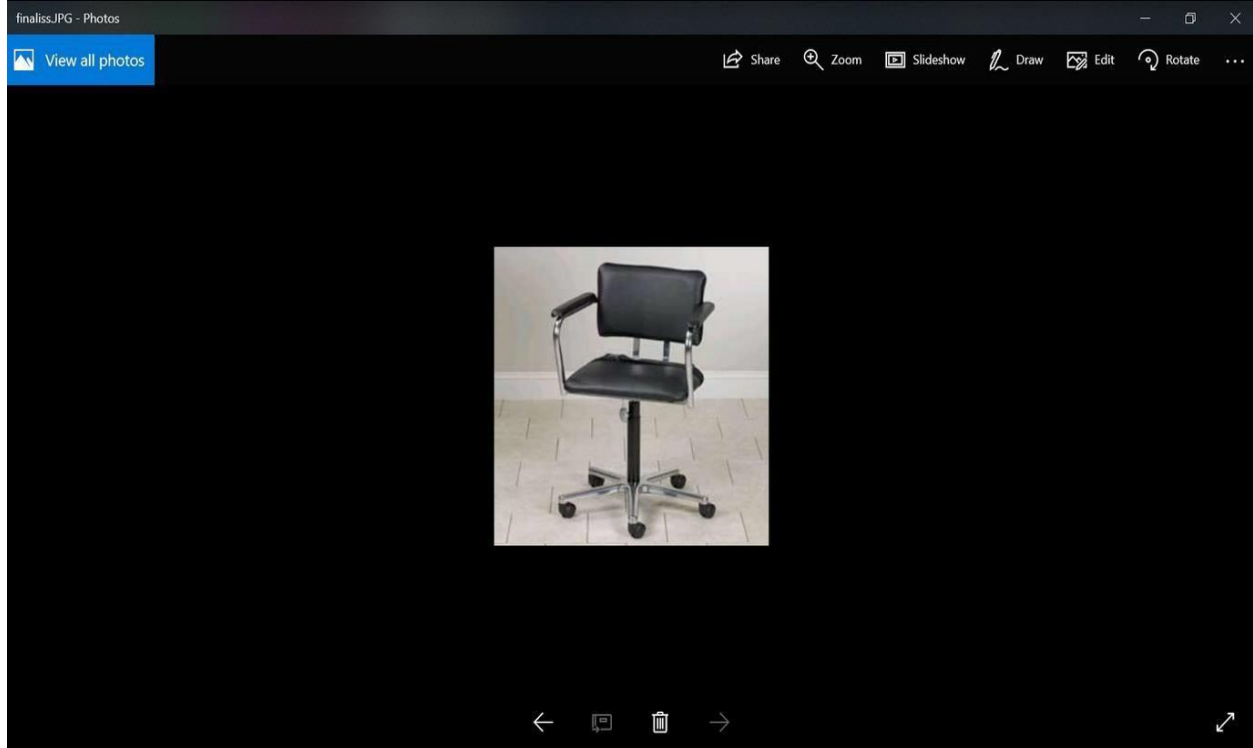 finaliss.JPG - Photos
View all photos
Share
Zoom
Slideshow
Draw
Edit
Rotate